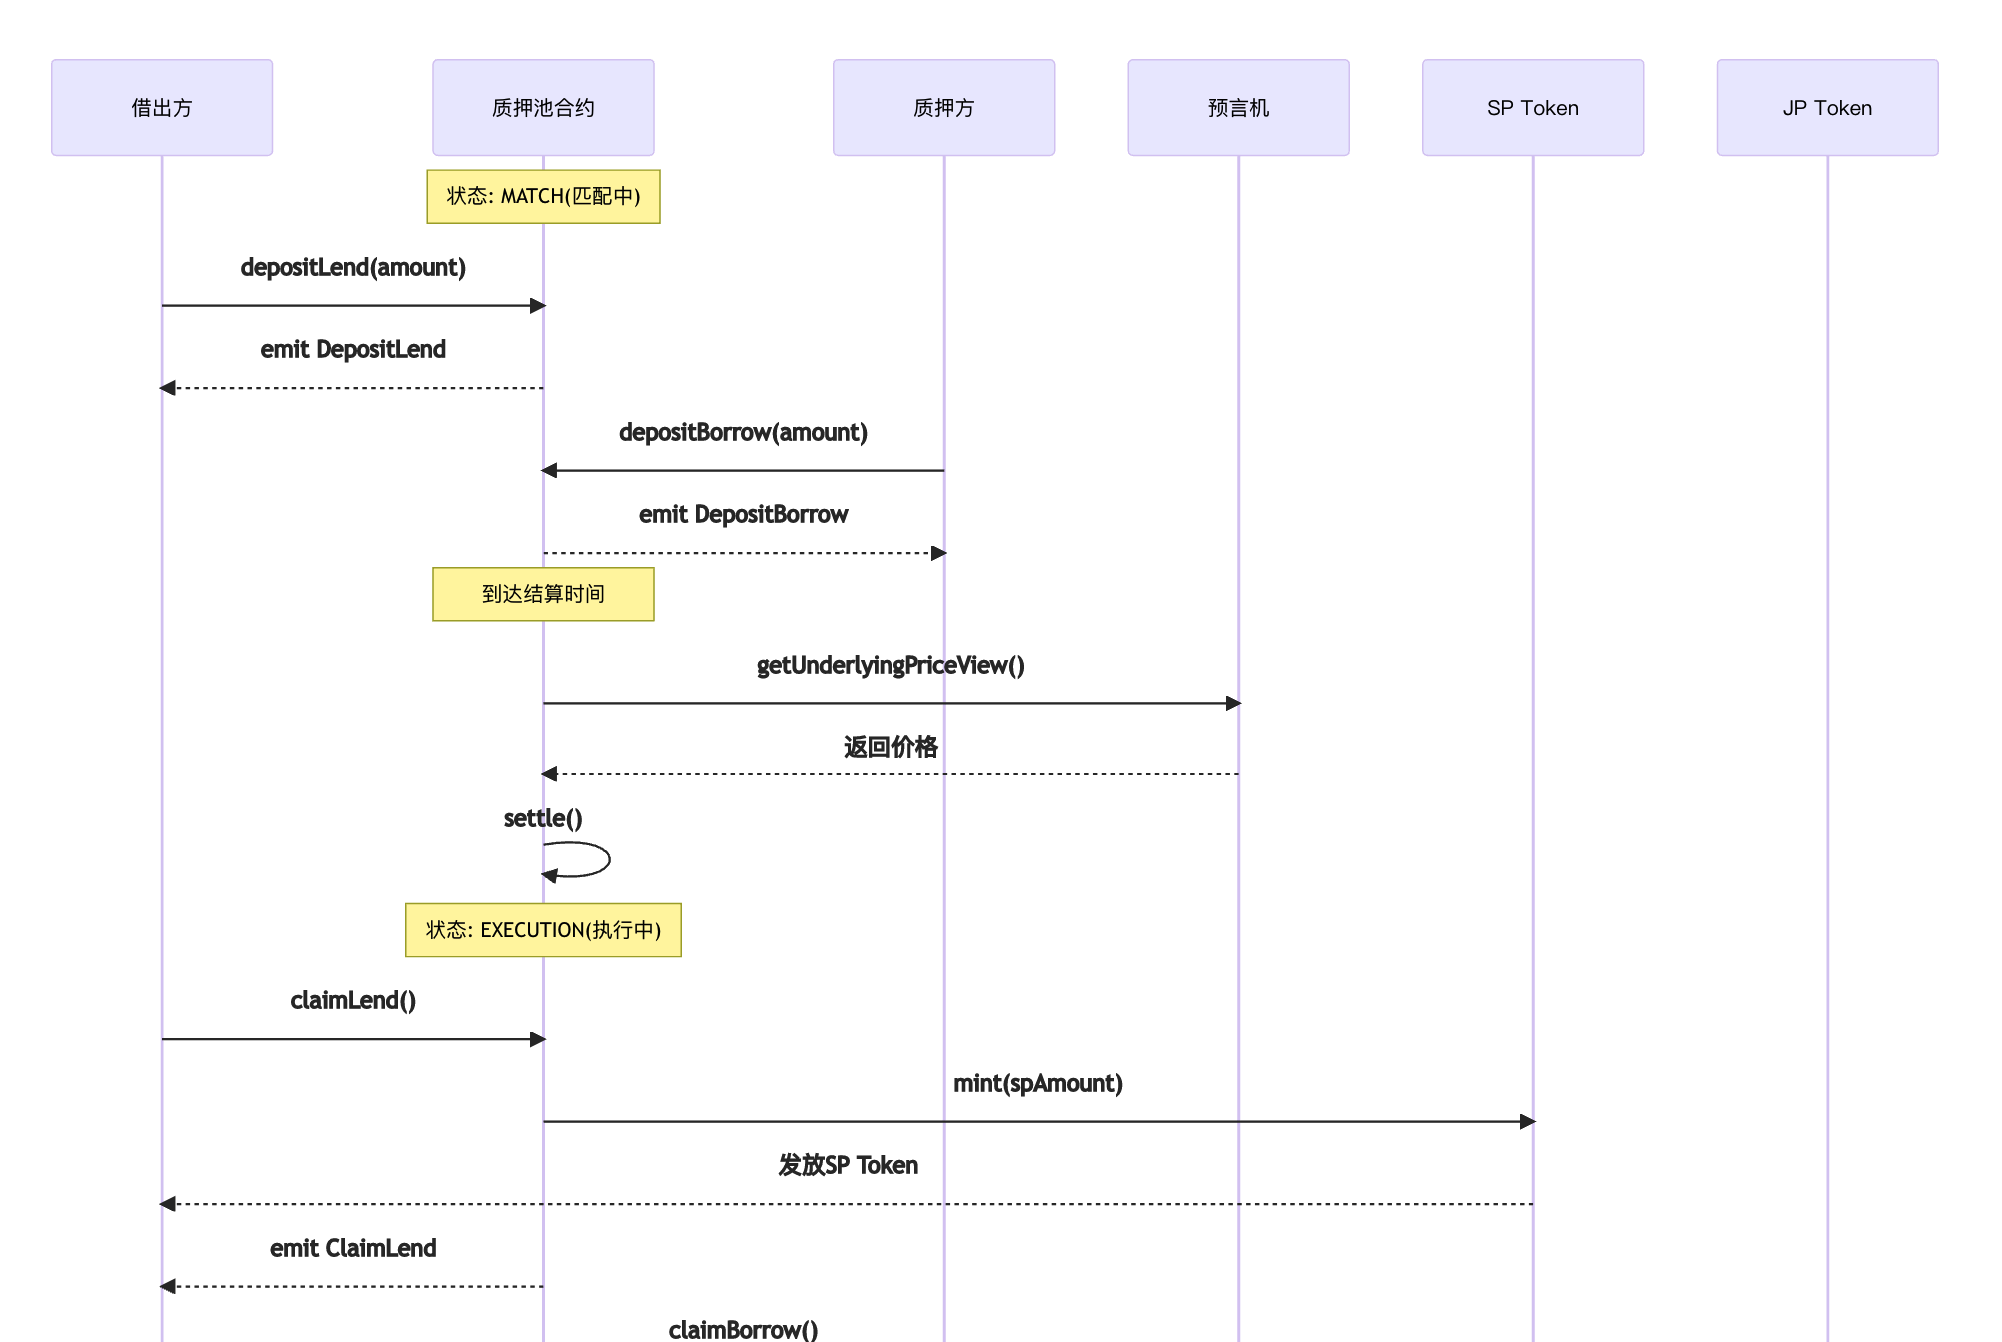 借出方
质押池合约
质押方
预言机
SP Token
JP Token
状态: MATCH(匹配中)
depositLend(amount)
emit DepositLend
depositBorrow(amount)
emit DepositBorrow
到达结算时间
getUnderlyingPriceView()
返回价格
settle()
状态: EXECUTION(执行中)
claimLend()
mint(spAmount)
发放SP Token
emit ClaimLend
claimBorrow()